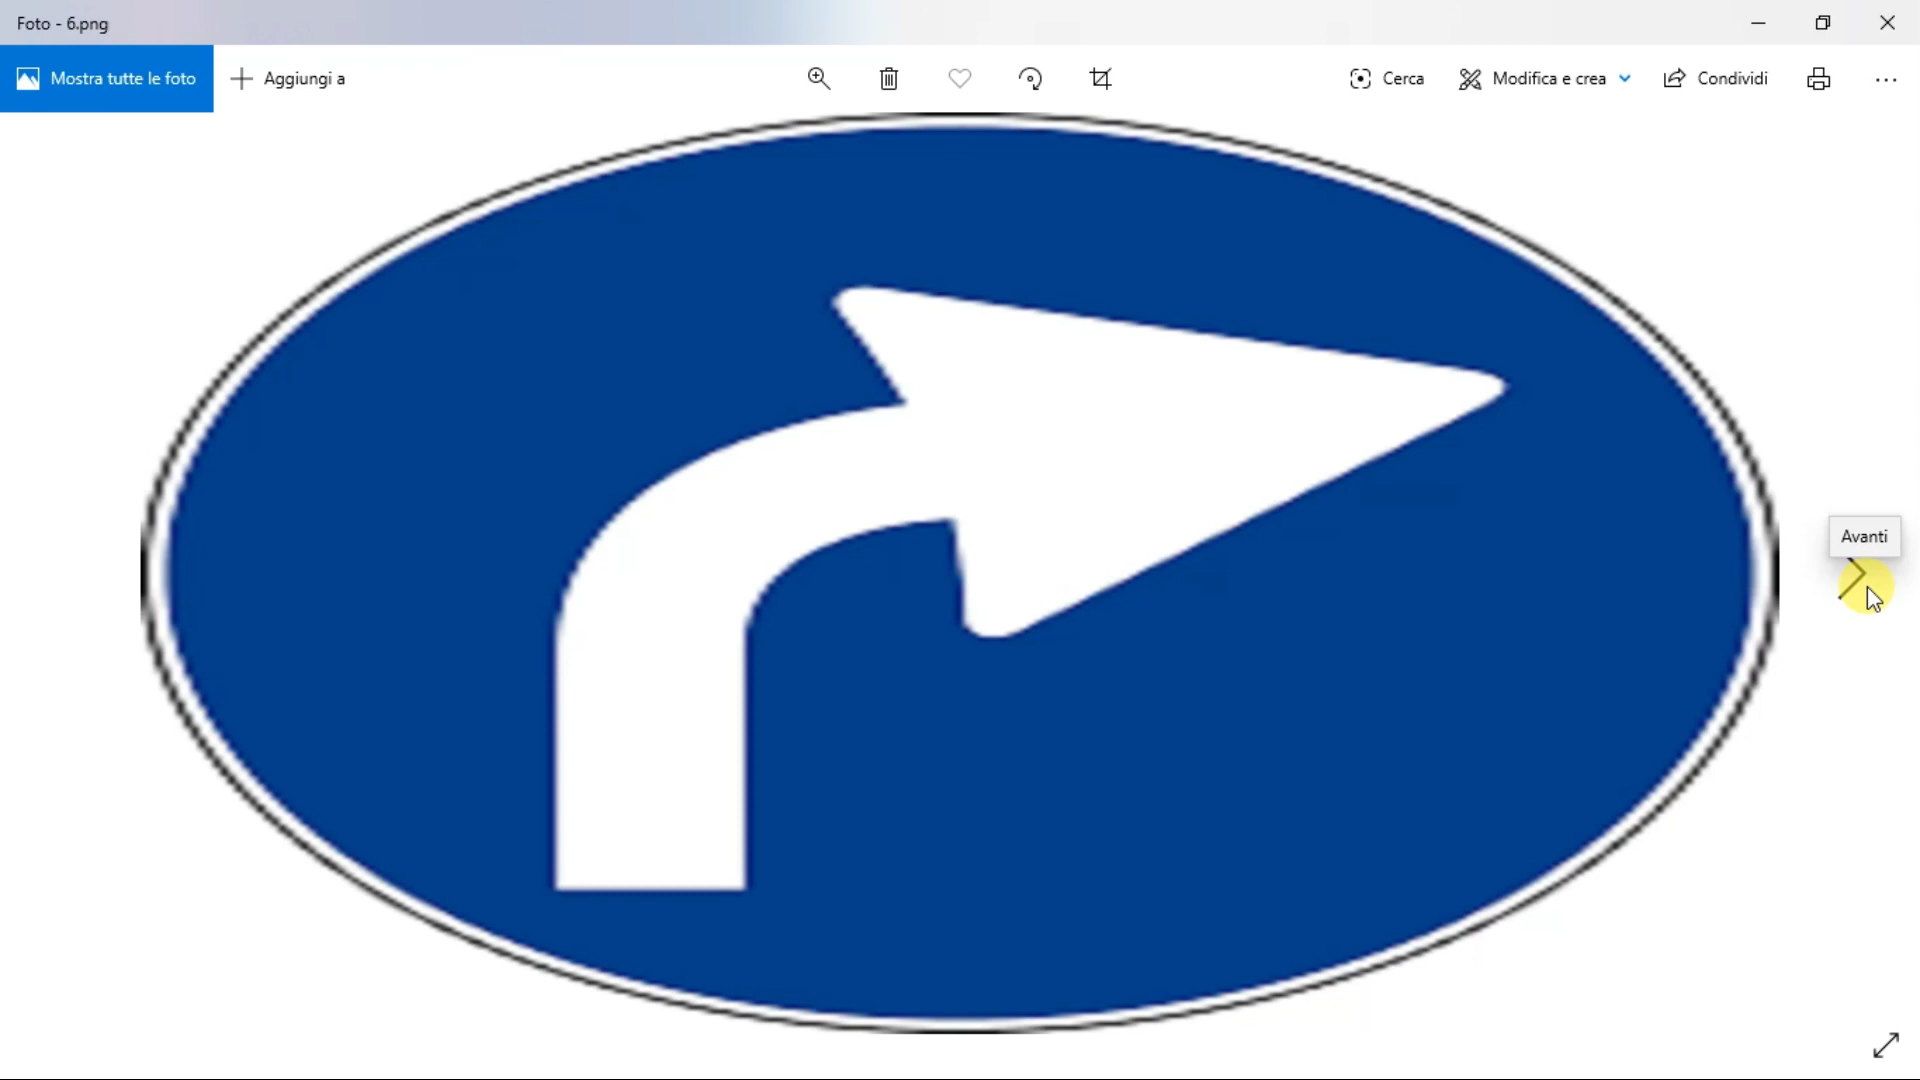 Foto - 6.png
Mostra tutte le foto
Aggiungi a
Cerca
Modifica e crea
Condividi
Avanti